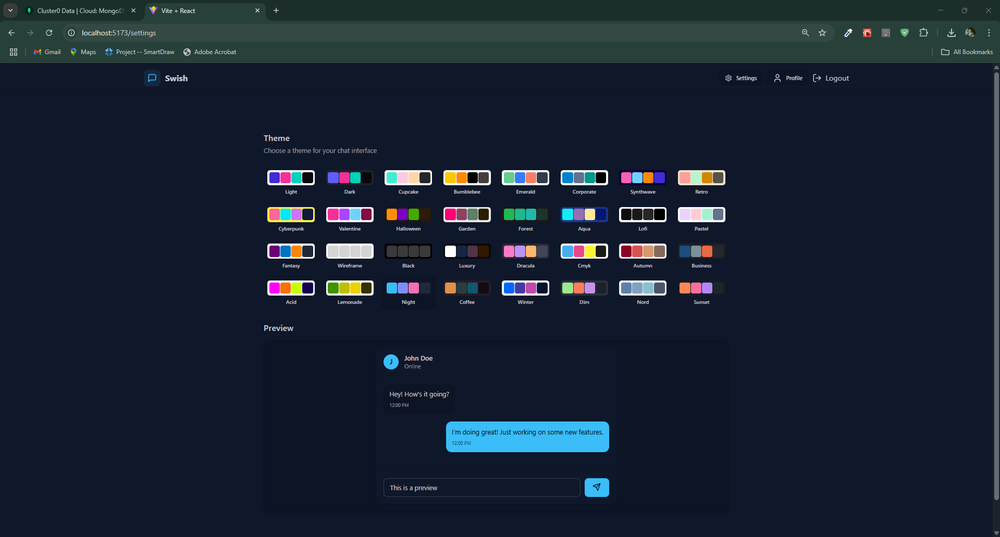 Cluster0 Data | Cloud: MongoD
Vite + React
localhost:5173/settings
Gmail
Maps
Project -- SmartDraw
Adobe Acrobat
All Bookmarks
Swish
Settings
Profile
Logout
Theme
Choose a theme for your chat interface
Light
Dark
Cupcake
Bumblebee
Emerald
Corporate
Synthwave
Retro
Cyberpunk
Valentine
Halloween
Garden
Forest
Aqua
Lofi
Pastel
Fantasy
Wireframe
Black
Luxury
Dracula
Cmyk
Autumn
Business
Acid
Lemonade
Night
Coffee
Winter
Dim
Nord
Sunset
Preview
J
John Doe
Online
Hey! How's it going?
12:00 PM
I'm doing great! Just working on some new features.
12:00 PM
This is a preview